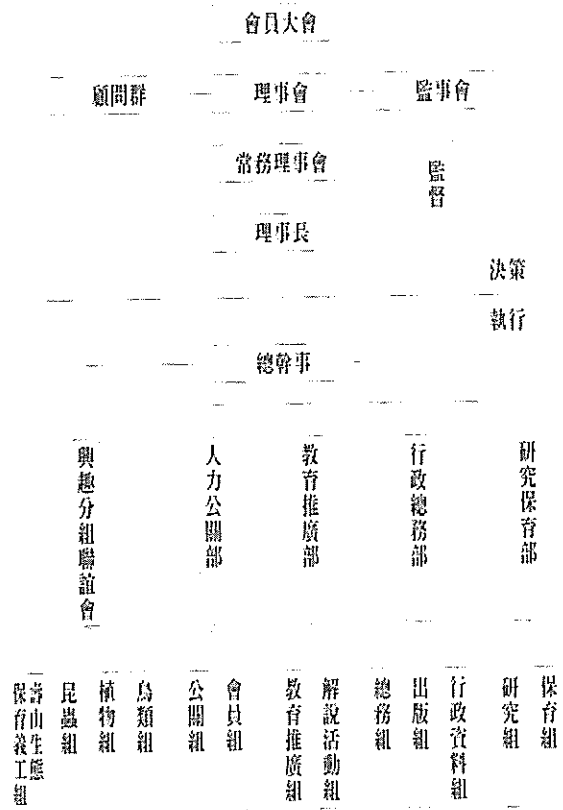 會員大會
顧問群
理事會
監事會
常務理事會
監督
理事長
決策
執行
總幹事
興趣分組聯誼會
人力公關部
教育推廣部
行政總務部
研究保育部
壽山生態
保育義工組
昆蟲組
植物組
鳥類組
公關組
會員組
教育推廣組
解說活動組
總務組
出版組
行政資料組
研究組
保育組